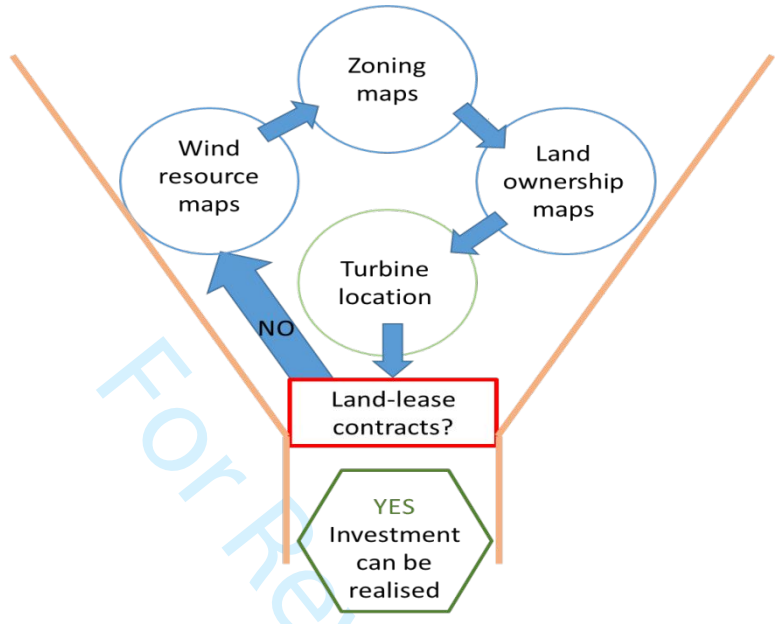 Zoning
maps
Wind
resource
maps
Land
ownership
maps
Turbine
location
NO
Land-lease
contracts?
YES
Investment
can be
realised
For Re